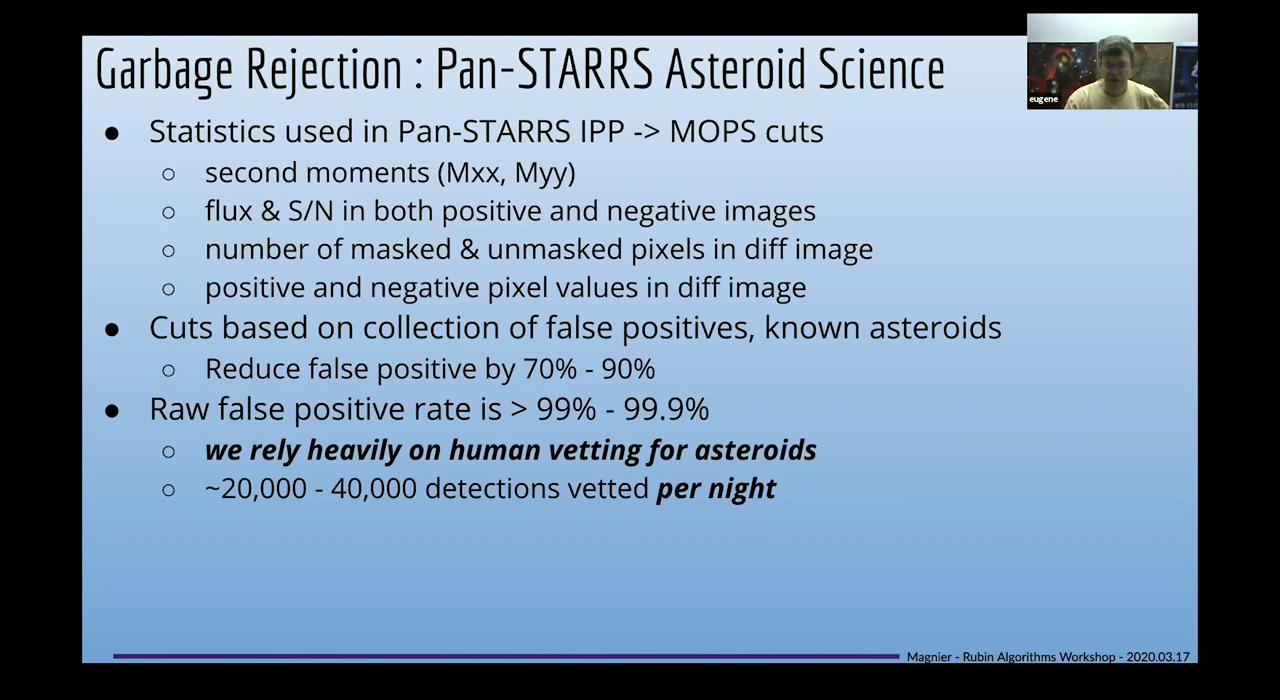 Garbage Rejection : Pan-STARRS Asteroid Science
eugene
● Statistics used in Pan-STARRS IPP -> MOPS cuts
○ second moments (Mxx, Myy)
○ flux & S/N in both positive and negative images
○ number of masked & unmasked pixels in diff image
○ positive and negative pixel values in diff image
● Cuts based on collection of false positives, known asteroids
○ Reduce false positive by 70% - 90%
● Raw false positive rate is > 99% - 99.9%
○ we rely heavily on human vetting for asteroids
○ ~20,000 - 40,000 detections vetted per night
Magnier - Rubin Algorithms Workshop - 2020.03.17